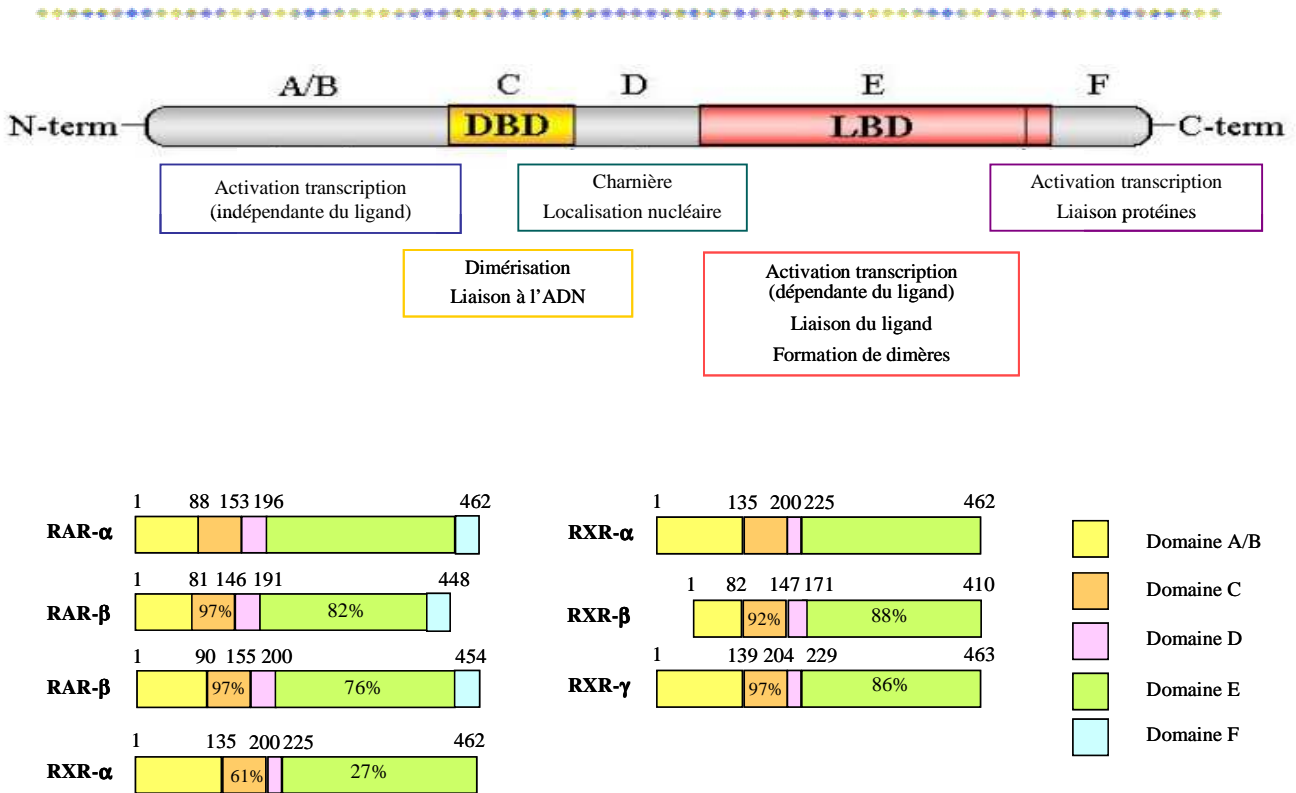 A/B C D E F
N-term DBD LBD C-term
Activation transcription
(indépendante du ligand)
Charnière
Localisation nucléaire
Activation transcription
Liaison protéines
Dimérisation
Liaison à l'ADN
Activation transcription
(dépendante du ligand)
Liaison du ligand
Formation de dimères
1 88 153 196 462
RAR-α
1 81 146 191 448
RAR-β 97% 82%
1 90 155 200 454
RAR-β 97% 76%
1 135 200 225 462
RXR-α 61% 27%
1 135 200 225 462
RXR-α
1 82 147 171 410
RXR-β 92% 88%
1 139 204 229 463
RXR-γ 97% 86%
Domaine A/B
Domaine C
Domaine D
Domaine E
Domaine F